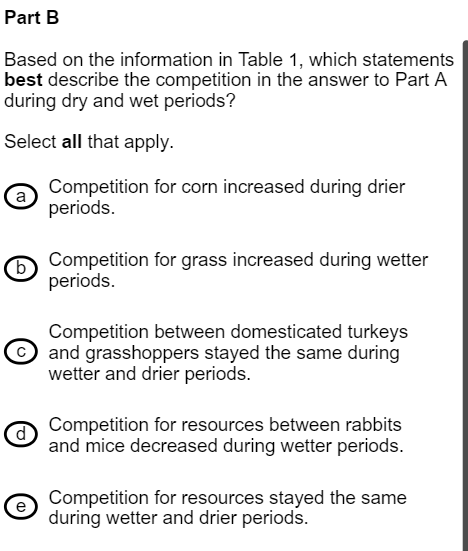 Part B
Based on the information in Table 1, which statements
best describe the competition in the answer to Part A
during dry and wet periods?
Select all that apply.
a
Competition for corn increased during drier
periods.
b
Competition for grass increased during wetter
periods.
c
Competition between domesticated turkeys
and grasshoppers stayed the same during
wetter and drier periods.
d
Competition for resources between rabbits
and mice decreased during wetter periods.
e
Competition for resources stayed the same
during wetter and drier periods.